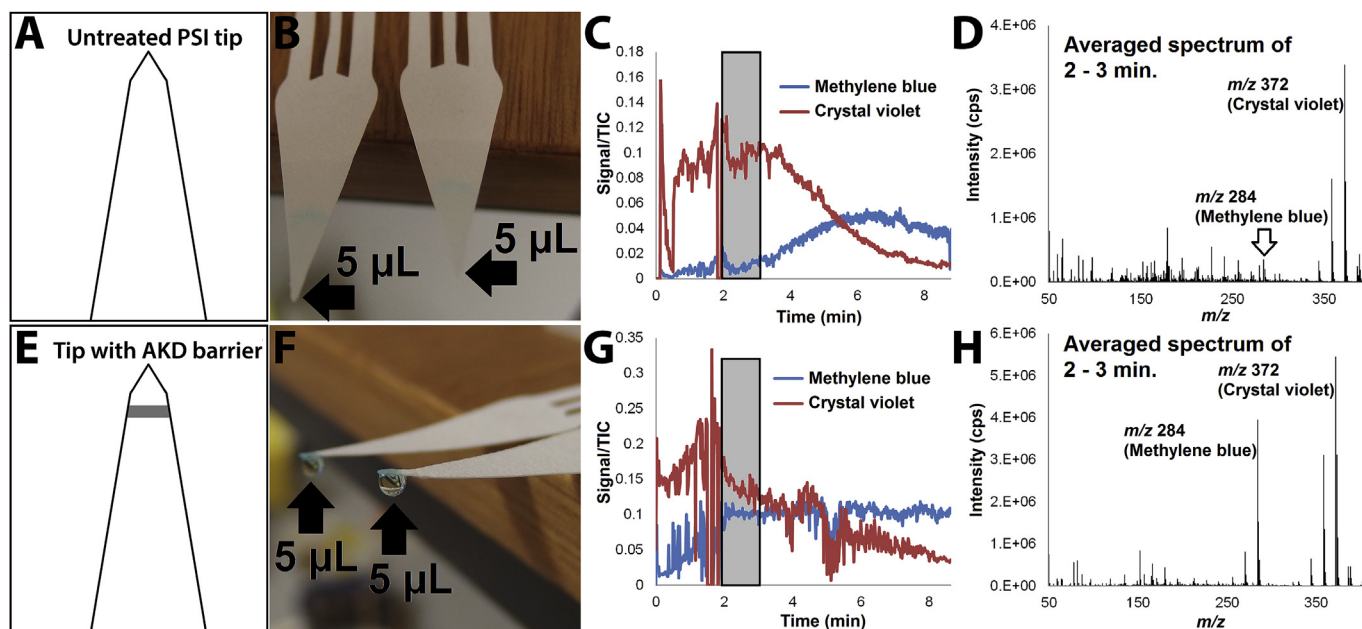 A
Untreated PSI tip
B
5 µL
5 µL
C
Signal/TIC
0.18
0.16
0.14
0.12
0.1
0.08
0.06
0.04
0.02
0
Methylene blue
Crystal violet
0 2 4 6 8
Time (min)
D
Intensity (cps)
4.E+06
3.E+06
2.E+06
1.E+06
0.E+00
Averaged spectrum of
2 - 3 min.
m/z 372
(Crystal violet)
m/z 284
(Methylene blue)
50 150 250 350
m/z
E
Tip with AKD barrier
F
5 µL
5 µL
G
Signal/TIC
0.35
0.3
0.25
0.2
0.15
0.1
0.05
0
Methylene blue
Crystal violet
0 2 4 6 8
Time (min)
H
Intensity (cps)
6.E+06
5.E+06
4.E+06
3.E+06
2.E+06
1.E+06
0.E+00
Averaged spectrum of
2 - 3 min.
m/z 372
(Crystal violet)
m/z 284
(Methylene blue)
50 150 250 350
m/z